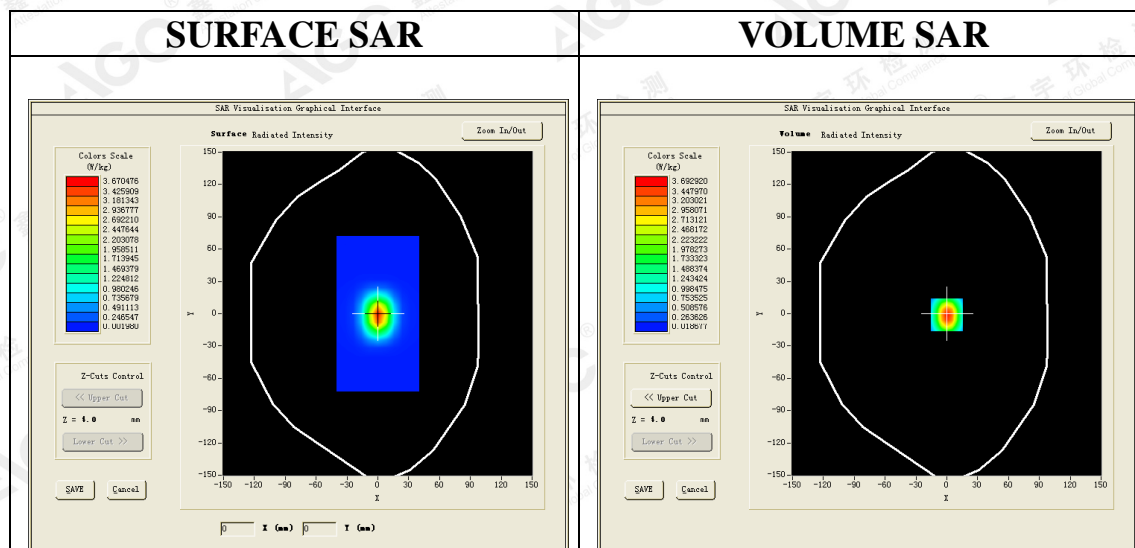 SURFACE SAR
VOLUME SAR
SAR Visualisation Graphical Interface
Surface Radiated Intensity
Zoom In/Out
Colors Scale
(W/kg)
3.670476
3.425909
3.181343
2.936777
2.692210
2.447644
2.203078
1.958511
1.713945
1.469379
1.224812
0.980246
0.735679
0.491113
0.246547
0.001980
150
120
90
60
30
0
-30
-60
-90
-120
-150
Y
-150 -120 -90 -60 -30 0 30 60 90 120 150
X
Z-Cuts Control
<< Upper Cut
Z = 4.0 mm
Lower Cut >>
SAVE
Cancel
0 X (mm) 0 Y (mm)
SAR Visualisation Graphical Interface
Volume Radiated Intensity
Zoom In/Out
Colors Scale
(W/kg)
3.692920
3.447970
3.203021
2.958071
2.713121
2.468172
2.223222
1.978273
1.733323
1.488374
1.243424
0.998475
0.753525
0.508576
0.263626
0.018677
150
120
90
60
30
0
-30
-60
-90
-120
-150
Y
-150 -120 -90 -60 -30 0 30 60 90 120 150
X
Z-Cuts Control
<< Upper Cut
Z = 4.0 mm
Lower Cut >>
SAVE
Cancel